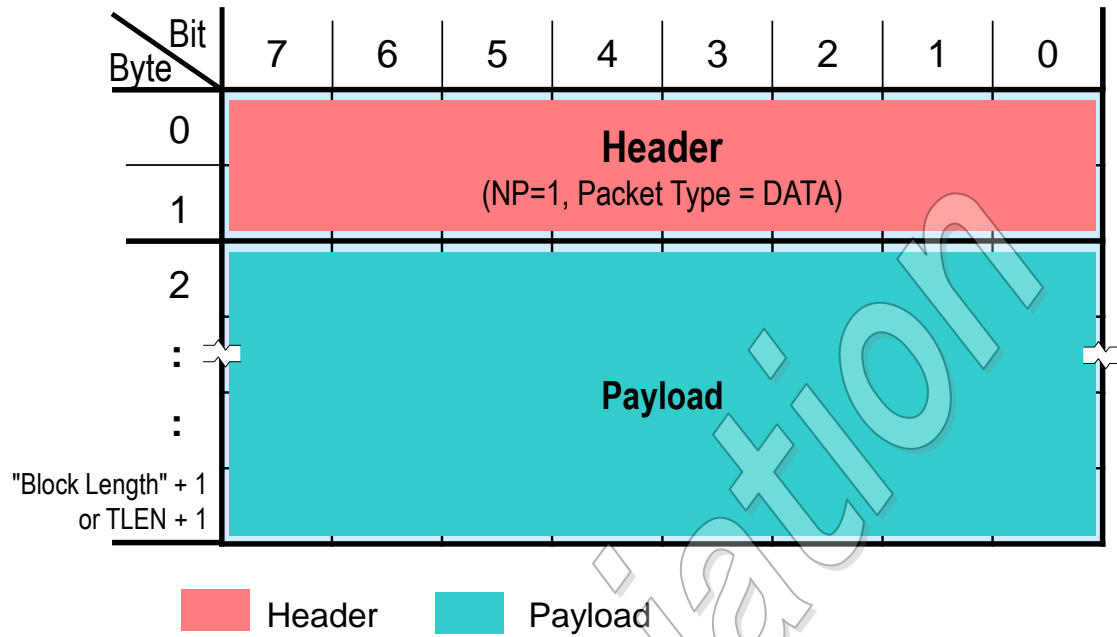 Bit
Byte 7 6 5 4 3 2 1 0
0
Header
(NP=1, Packet Type = DATA)
1
2
:
Payload
:
"Block Length" + 1
or TLEN + 1
Header Payload